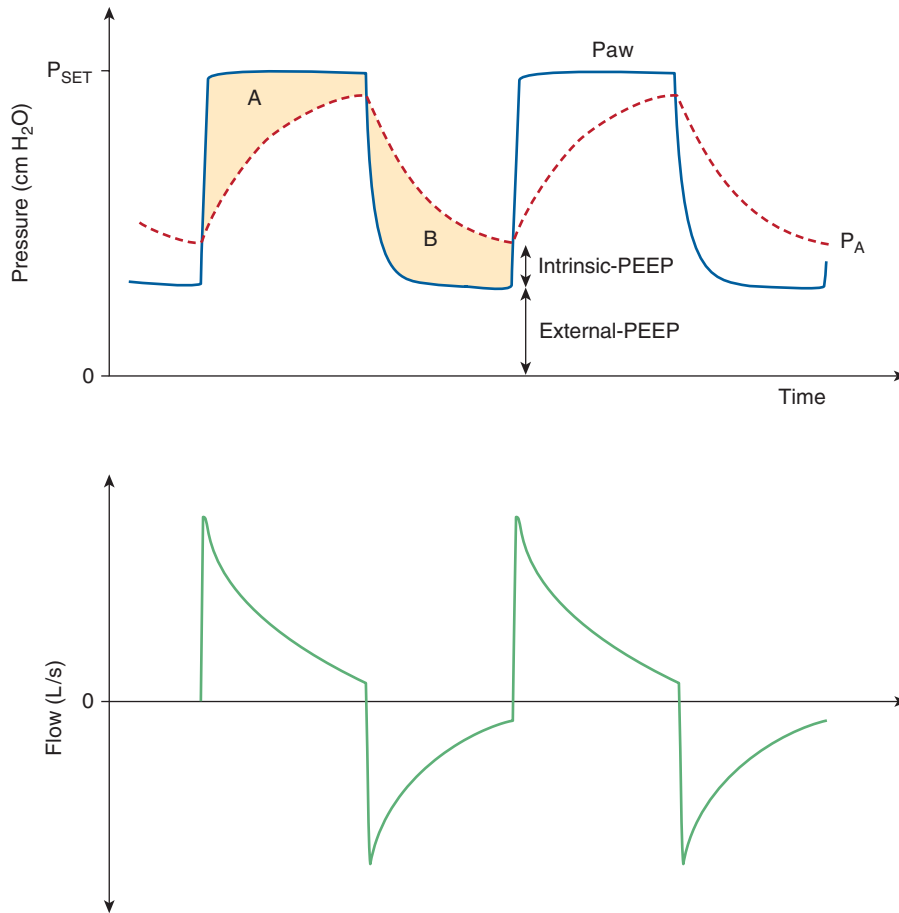 Pressure (cm H₂O)
P_SET
A
Paw
B
P_A
Intrinsic-PEEP
External-PEEP
0
Time
Flow (L/s)
0